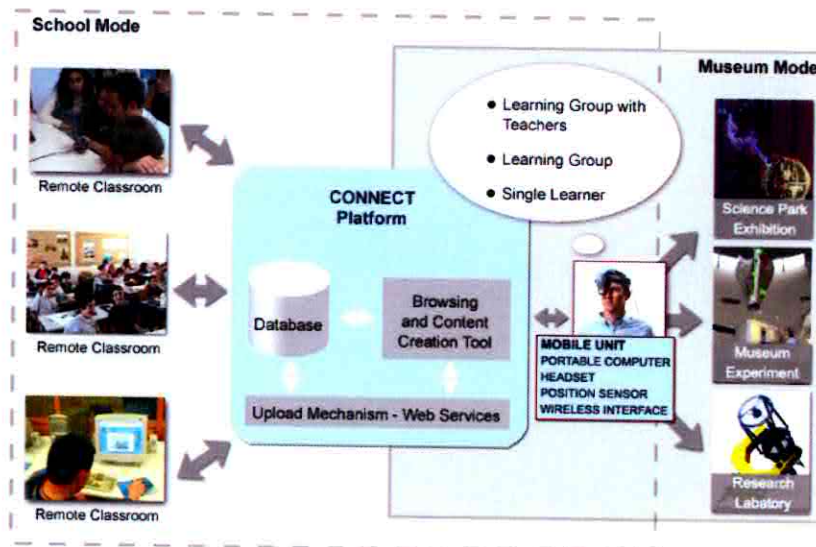 School Mode
Museum Mode
Remote Classroom
Remote Classroom
Remote Classroom
CONNECT
Platform
Database
Browsing
and Content
Creation Tool
Upload Mechanism - Web Services
● Learning Group with
Teachers
● Learning Group
● Single Learner
MOBILE UNIT
PORTABLE COMPUTER
HEADSET
POSITION SENSOR
WIRELESS INTERFACE
Science Park
Exhibition
Museum
Experiment
Research
Labatory